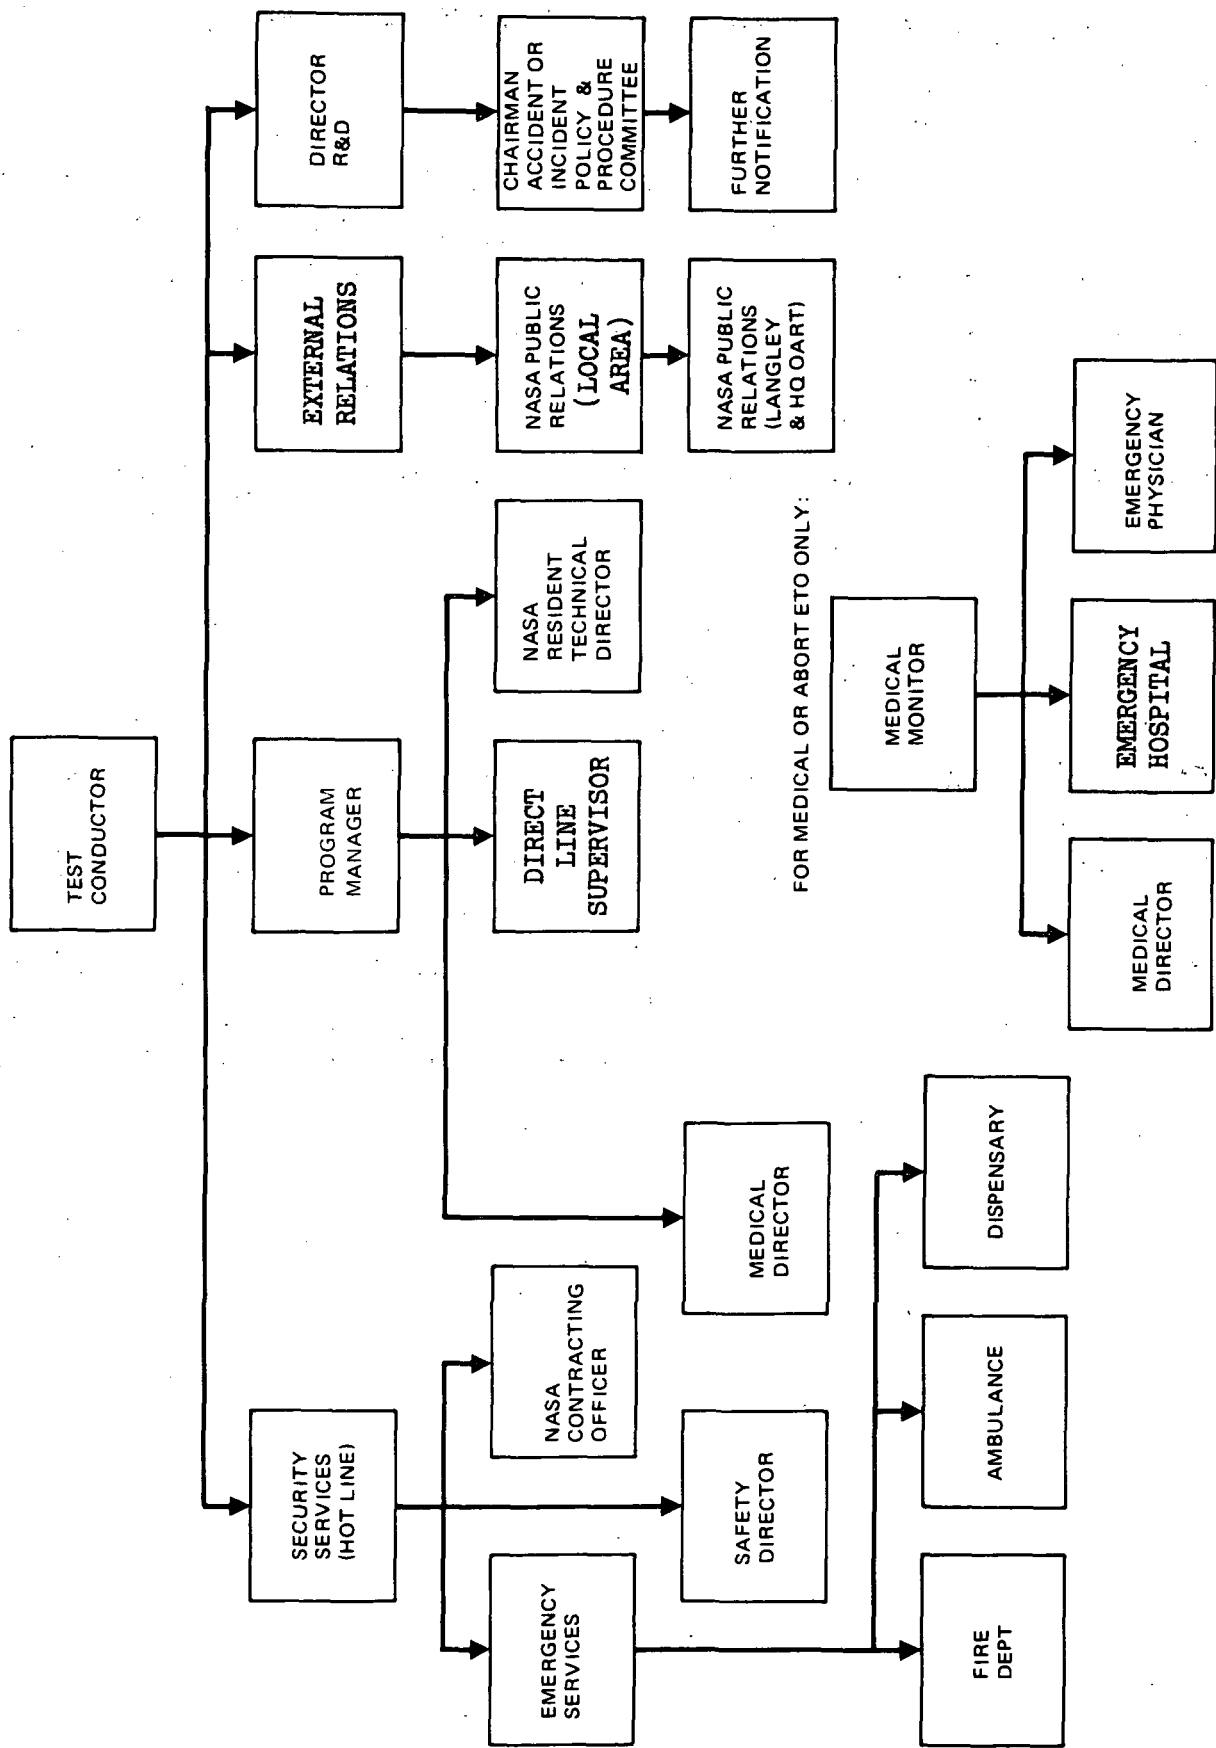 TEST
CONDUCTOR
SECURITY
SERVICES
(HOT LINE)
PROGRAM
MANAGER
EXTERNAL
RELATIONS
DIRECTOR
R&D
EMERGENCY
SERVICES
NASA
CONTRACTING
OFFICER
DIRECT
LINE
SUPERVISOR
NASA
RESIDENT
TECHNICAL
DIRECTOR
NASA PUBLIC
RELATIONS
(LOCAL
AREA)
CHAIRMAN
ACCIDENT OR
INCIDENT
POLICY &
PROCEDURE
COMMITTEE
SAFETY
DIRECTOR
MEDICAL
DIRECTOR
NASA PUBLIC
RELATIONS
(LANGLEY
& HQ OART)
FURTHER
NOTIFICATION
FIRE
DEPT
AMBULANCE
DISPENSARY
FOR MEDICAL OR ABORT ETO ONLY:
MEDICAL
MONITOR
MEDICAL
DIRECTOR
EMERGENCY
HOSPITAL
EMERGENCY
PHYSICIAN